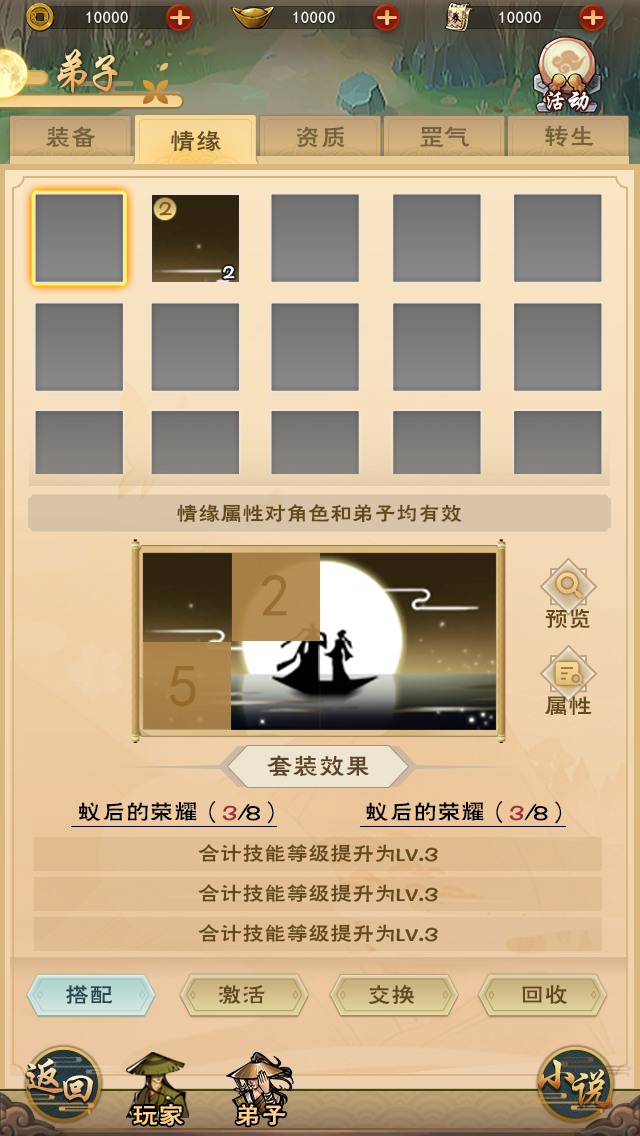 10000 10000 10000
弟子
活动
装备 情缘 资质 罡气 转生
2
2
情缘属性对角色和弟子均有效
2
5
预览
属性
套装效果
蚁后的荣耀（3/8） 蚁后的荣耀（3/8）
合计技能等级提升为LV.3
合计技能等级提升为LV.3
合计技能等级提升为LV.3
搭配 激活 交换 回收
返回 玩家 弟子 小说